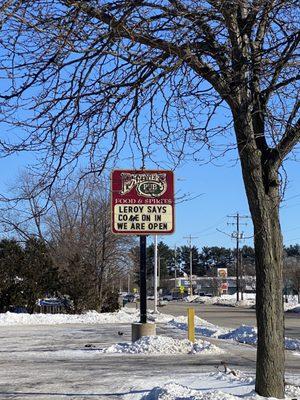 PUB
FOOD & SPIRITS
LEROY SAYS
COME ON IN
WE ARE OPEN